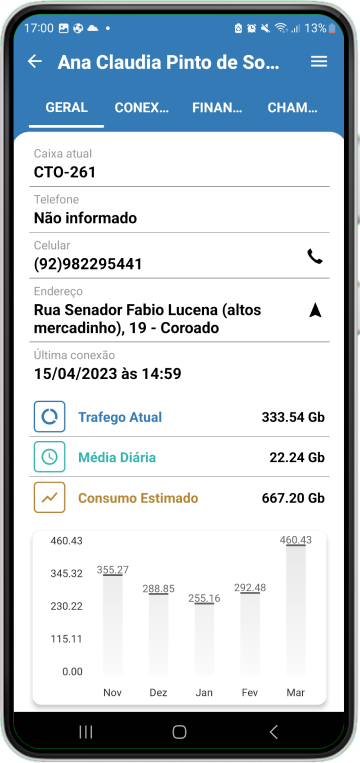 17:00 13%
Ana Claudia Pinto de So...
GERAL CONEX... FINAN... CHAM...
Caixa atual
CTO-261
Telefone
Não informado
Celular
(92)982295441
Endereço
Rua Senador Fabio Lucena (altos
mercadinho), 19 - Coroado
Última conexão
15/04/2023 às 14:59
Trafego Atual 333.54 Gb
Média Diária 22.24 Gb
Consumo Estimado 667.20 Gb
460.43
345.32
230.22
115.11
0.00
355.27
288.85
255.16
292.48
460.43
Nov Dez Jan Fev Mar